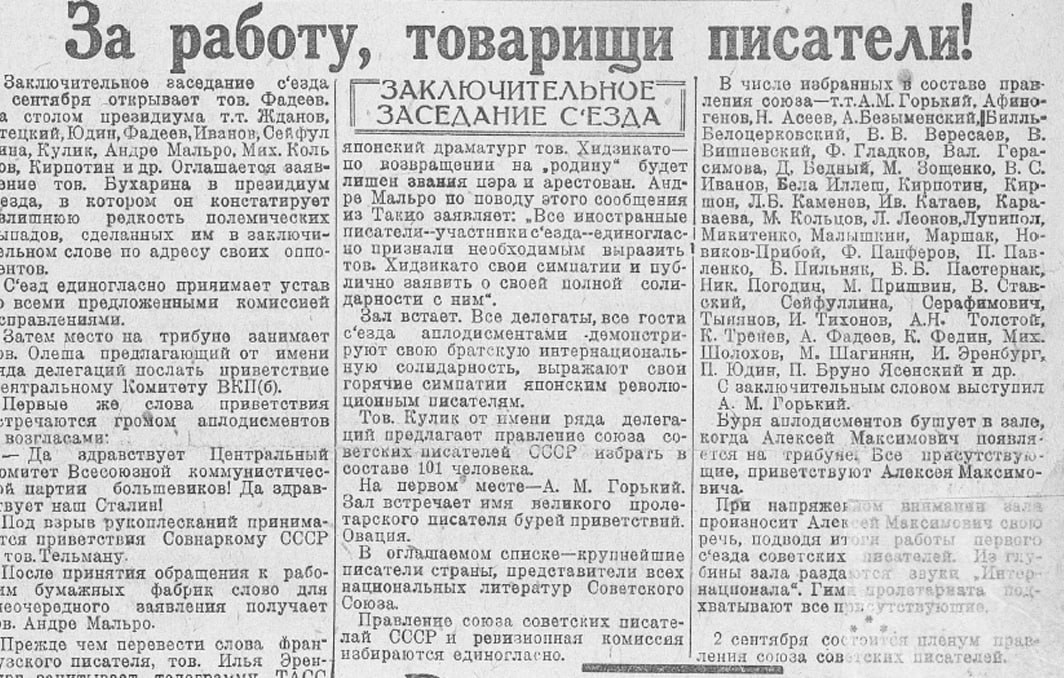 За работу, товарищи писатели!
Заключительное заседание с'езда
сентября открывает тов. Фадеев.
столом президиума т.т. Жданов,
тецкий, Юдин, Фадеев, Иванов, Сейфул
ина, Кулик, Андре Мальро, Мих. Коль
ов, Кирпотин и др. Оглашается заяв-
ение тов. Бухарина в президиум
езда, в котором он констатирует
злишнюю редкость полемических
ыпадов, сделанных им в заключи-
ельном слове по адресу своих оппо-
ентов.
С'езд единогласно принимает устав
о всеми предложенными комиссией
справлениями.
Затем место на трибуне занимает
ов. Олеша предлагающий от имени
яда делегаций послать приветствие
ентральному Комитету ВКП(б).
Первые же слова приветствия
стречаются громом аплодисментов
возгласами:
— Да здравствует Центральный
омитет Всесоюзной коммунистичес-
ой партии большевиков! Да здрав-
твует наш Сталин!
Под взрыв рукоплесканий принима-
тся приветствия Совнаркому СССР
тов. Тельману.
После принятия обращения к рабо-
им бумажных фабрик слово для
неочередного заявления получает
ов. Андре Мальро.
Прежде чем перевести слова фран-
узского писателя, тов. Илья Эрен-
зачитывает телеграмму ТАСС
ЗАКЛЮЧИТЕЛЬНОЕ
ЗАСЕДАНИЕ С'ЕЗДА
японский драматург тов. Хидзикато—
по возвращении на „родину" будет
лишен звания пэра и арестован. Анд-
ре Мальро по поводу этого сообщения
из Такио заявляет: „Все иностранные
писатели--участники с'езда--единоглас-
но признали необходимым выразить
тов. Хидзикато свои симпатии и пуб-
лично заявить о своей полной соли-
дарности с ним".
Зал встает. Все делегаты, все гости
с'езда аплодисментами -демонстри-
руют свою братскую интернациональ-
ную солидарность, выражают свои
горячие симпатии японским револю-
ционным писателям.
Тов. Кулик от имени ряда делега-
ций предлагает правление союза со-
ветских писателей СССР избрать в
составе 101 человека.
На первом месте—А. М. Горький.
Зал встречает имя великого проле-
тарского писателя бурей приветствий.
Овация.
В оглашаемом списке—крупнейшие
писатели страны, представители всех
национальных литератур Советского
Союза.
Правление союза советских писате-
лай СССР и ревизионная комиссия
избираются единогласно.
В числе избранных в составе прав-
ления союза—т.т. А.М. Горький, Афино-
генов, Н. Асеев, А.Безыменский, Билль-
Белоцерковский, В. В. Вересаев, В.
Вишневский, Ф. Гладков, Вал. Гера-
симова, Д. Бедный, М. Зощенко, В. С.
Иванов, Бела Иллеш, Кирпотин, Кир-
шон, Л.Б. Каменев, Ив. Катаев, Кара-
ваева, М. Кольцов, Л. Леонов, Лупипол,
Микитенко, Малышкин, Маршак, Но-
виков-Прибой, Ф. Панферов, П. Пав-
ленко, Б. Пильняк, Б.Б. Пастернак,
Ник. Погодин, М. Пришвин, В. Став-
ский, Сейфуллина, Серафимович,
Тынянов, И. Тихонов, А.Н. Толстой,
К. Тренев, А. Фадеев, К. Федин, Мих.
Шолохов, М. Шагинян, И. Эренбург,
П. Юдин, П. Бруно Ясенский и др.
С заключительным словом выступил
А. М. Горький.
Буря аплодисментов бушует в зале,
когда Алексей Максимович появля-
ется на трибуне. Все присутствую-
щие, приветствуют Алексея Максимо-
вича.
При напряженном внимании зала
произносит Алексей Максимович свою
речь, подводя итоги работы первого
с'езда советских писателей. Из глу-
бины зала раздаются звуки „Интер-
национала". Гимн пролетариата под-
хватывают все присутствующие.
* * *
2 сентября состоится пленум прав-
ления союза советских писателей.